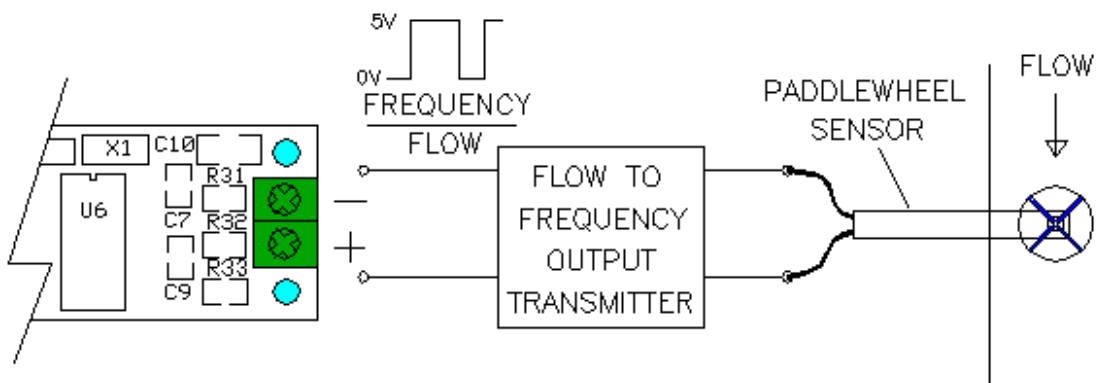 5V
0V
FREQUENCY
FLOW
X1
C10
R31
U6
C7
R32
R33
C9
−
+
FLOW TO
FREQUENCY
OUTPUT
TRANSMITTER
PADDLEWHEEL
SENSOR
FLOW